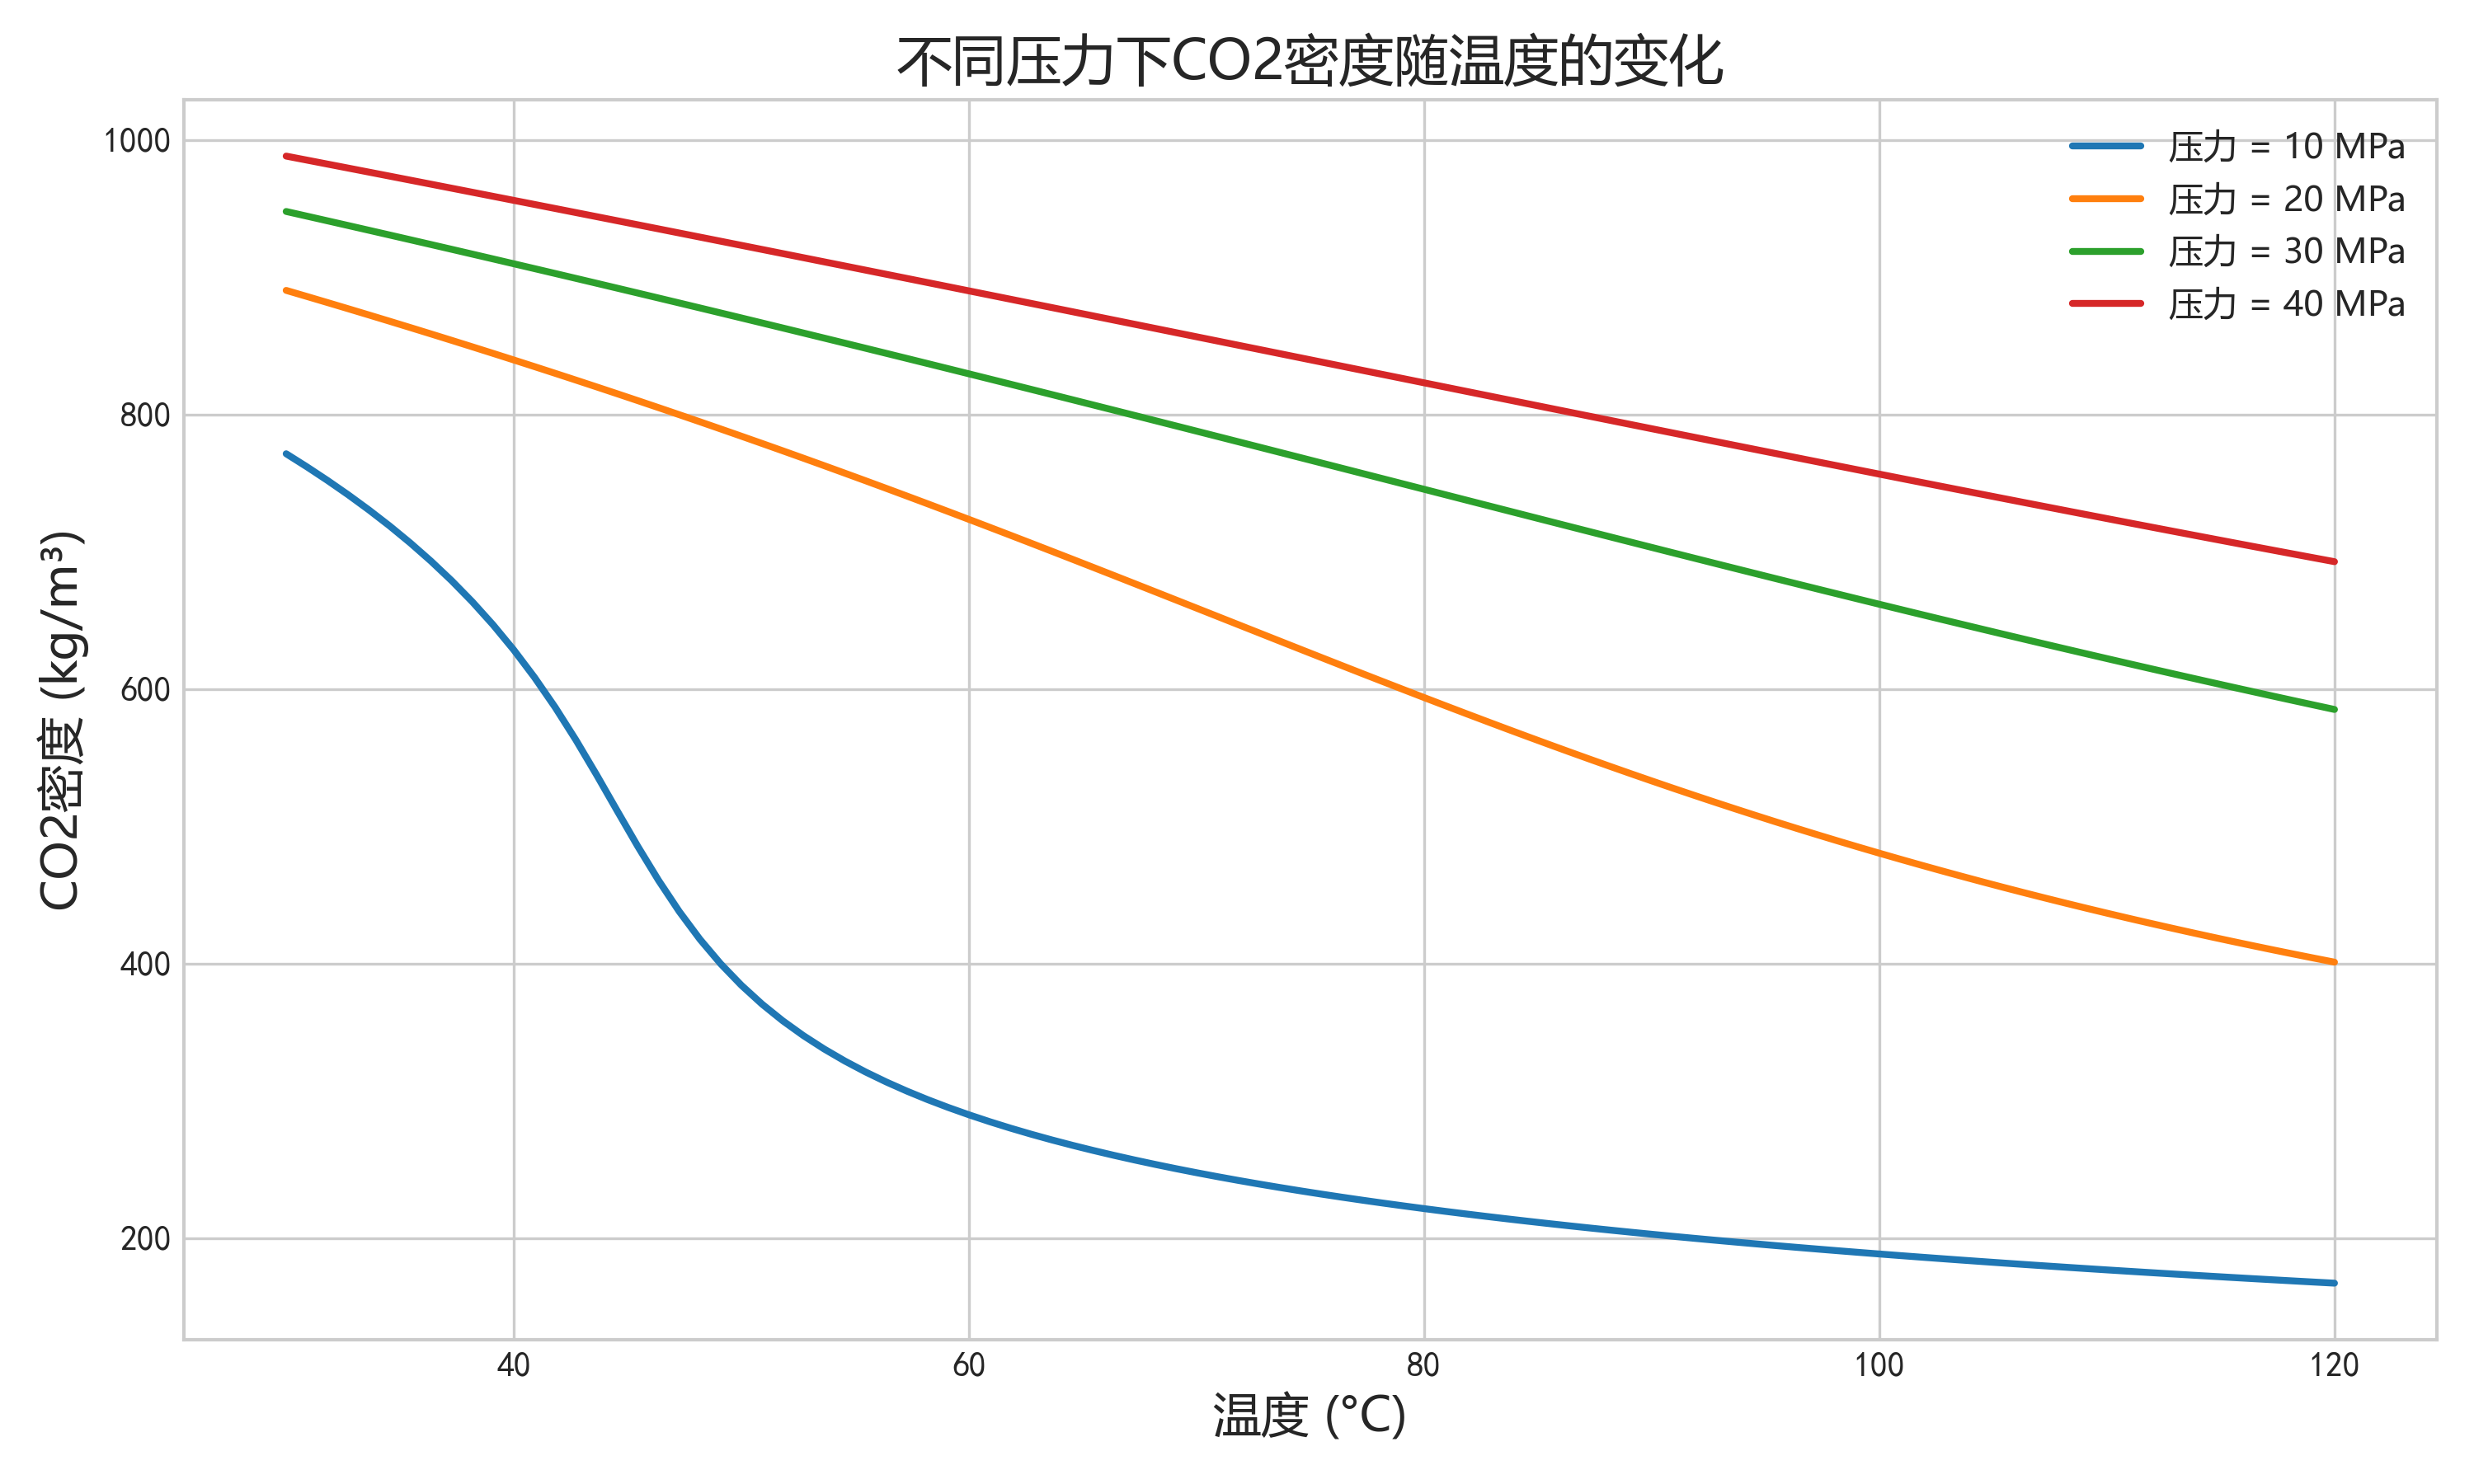 不同压力下CO2密度随温度的变化
压力 = 10 MPa
压力 = 20 MPa
压力 = 30 MPa
压力 = 40 MPa
1000
800
600
400
200
CO2密度 (kg/m³)
40 60 80 100 120
温度 (°C)